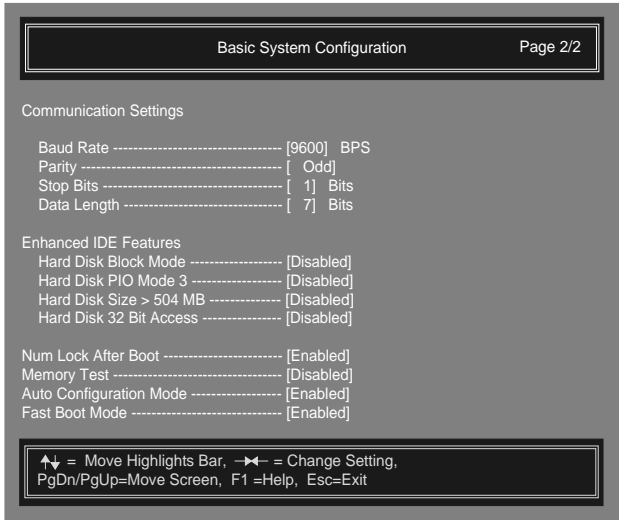 Basic System Configuration Page 2/2
Communication Settings
Baud Rate --------------------------------- [9600] BPS
Parity --------------------------------------- [ Odd]
Stop Bits ----------------------------------- [ 1] Bits
Data Length ------------------------------- [ 7] Bits
Enhanced IDE Features
Hard Disk Block Mode ------------------ [Disabled]
Hard Disk PIO Mode 3 ----------------- [Disabled]
Hard Disk Size > 504 MB -------------- [Disabled]
Hard Disk 32 Bit Access --------------- [Disabled]
Num Lock After Boot ----------------------- [Enabled]
Memory Test --------------------------------- [Disabled]
Auto Configuration Mode ----------------- [Enabled]
Fast Boot Mode ----------------------------- [Enabled]
↑↓ = Move Highlights Bar, →← = Change Setting,
PgDn/PgUp=Move Screen, F1 =Help, Esc=Exit